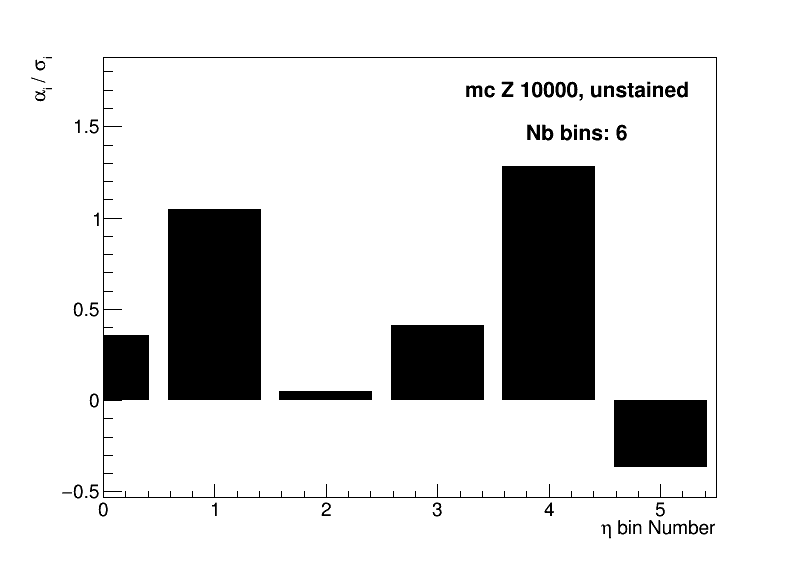 α_i / σ_i
mc Z 10000, unstained
Nb bins: 6
1.5
1
0.5
0
−0.5
0 1 2 3 4 5
η bin Number